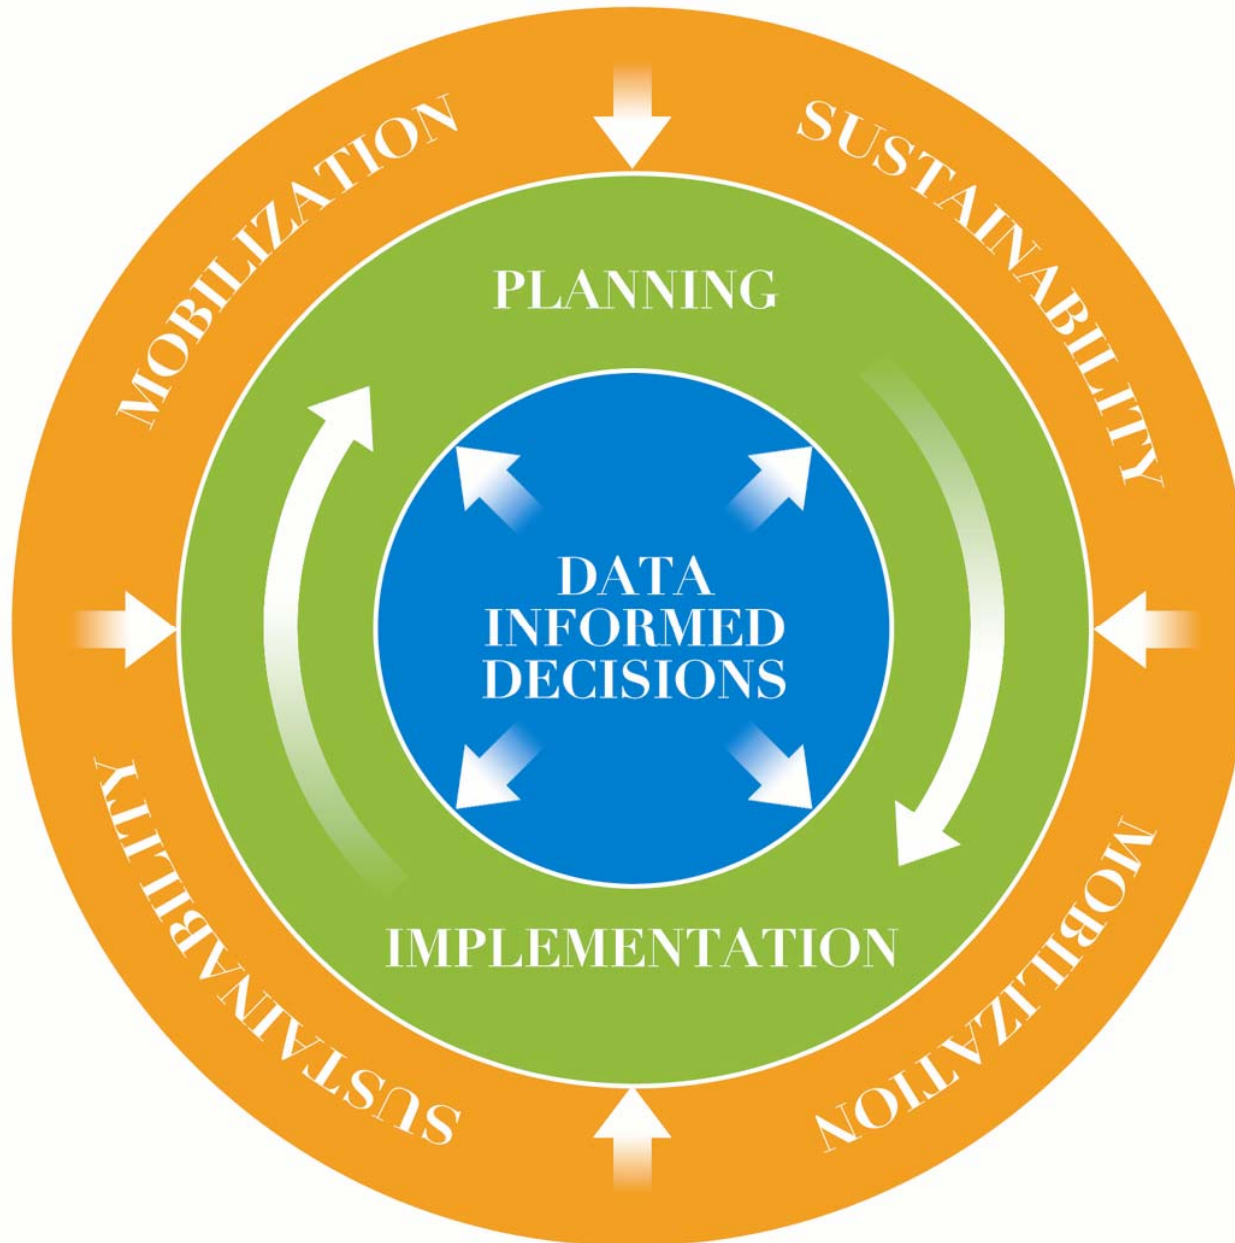 MOBILIZATION
SUSTAINABILITY
PLANNING
DATA
INFORMED
DECISIONS
IMPLEMENTATION
SUSTAINABILITY
MOBILIZATION